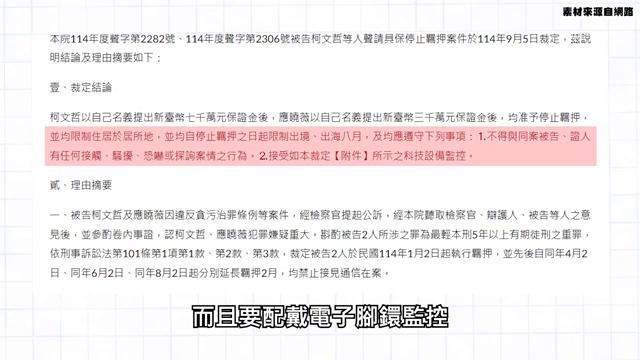 素材來源自網路
本院114年度聲字第2282號、114年度聲字第2306號被告柯文哲等人聲請具保停止羈押案件於114年9月5日裁定，茲說
明結論及理由摘要如下：
壹、裁定結論
柯文哲以自己名義提出新臺幣七千萬元保證金後，應曉薇以自己名義提出新臺幣三千萬元保證金後，均准予停止羈押，
並均限制住居於居所地，並均自停止羈押之日起限制出境、出海八月，及均應遵守下列事項：1.不得與同案被告、證人
有任何接觸、騷擾、恐嚇或探詢案情之行為。2.接受如本裁定【附件】所示之科技設備監控。
貳、理由摘要
一、被告柯文哲及應曉薇因違反貪污治罪條例等案件，經檢察官提起公訴，經本院聽取檢察官、辯護人、被告等人之意
見後，並參酌卷內事證，認柯文哲、應曉薇犯罪嫌疑重大，斟酌被告2人所涉之罪為最輕本刑5年以上有期徒刑之重罪，
依刑事訴訟法第101條第1項第1款、第2款、第3款，裁定被告2人於民國114年1月2日起執行羈押，並先後自同年4月2
日、同年6月2日、同年8月2日起分別延長羈押2月，均禁止接見通信在案。
而且要配戴電子腳鐶監控